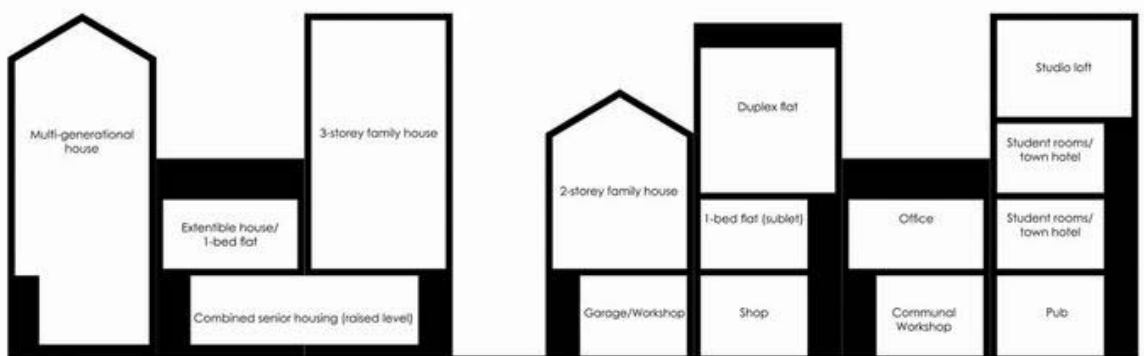 Multi-generational
house
Extentible house/
1-bed flat
3-storey family house
Combined senior housing (raised level)
2-storey family house
Garage/Workshop
Duplex flat
1-bed flat (sublet)
Shop
Office
Communal
Workshop
Studio loft
Student rooms/
town hotel
Student rooms/
town hotel
Pub